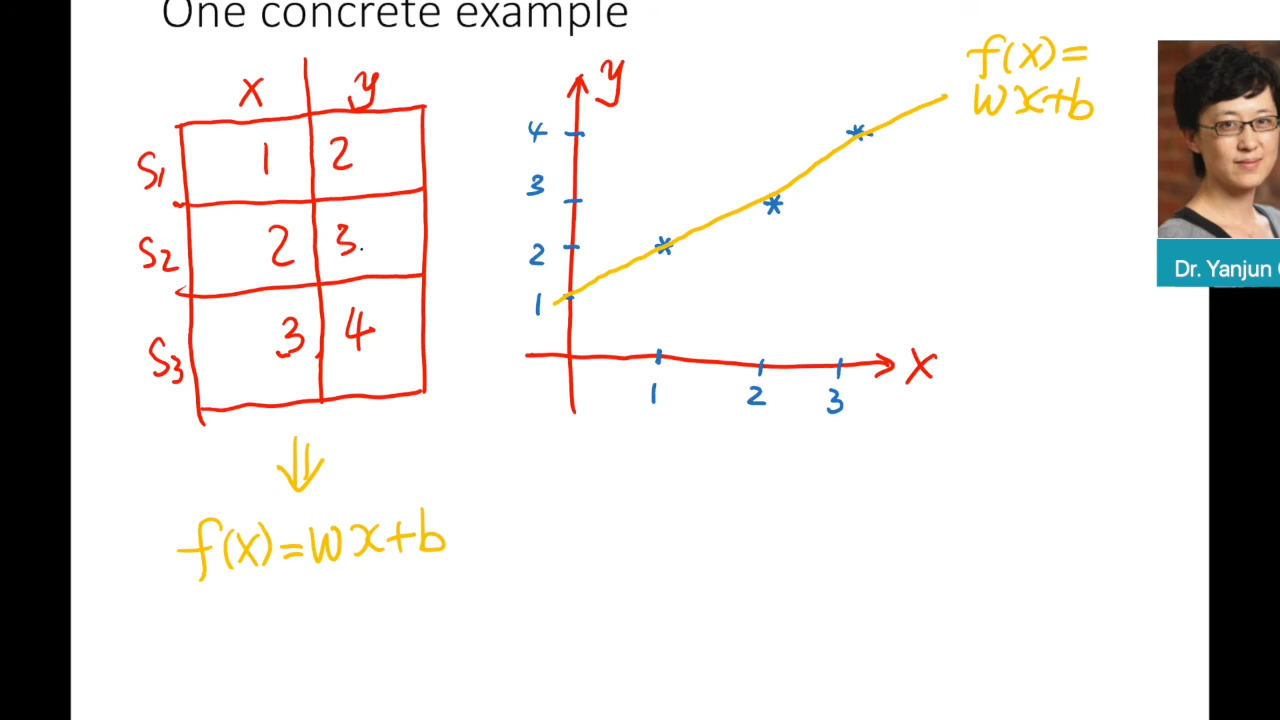 One concrete example
x y
S1 1 2
S2 2 3
S3 3 4
f(x)=wx+b
y
4
3
2
1
1 2 3
x
f(x)=
wx+b
Dr. Yanjun